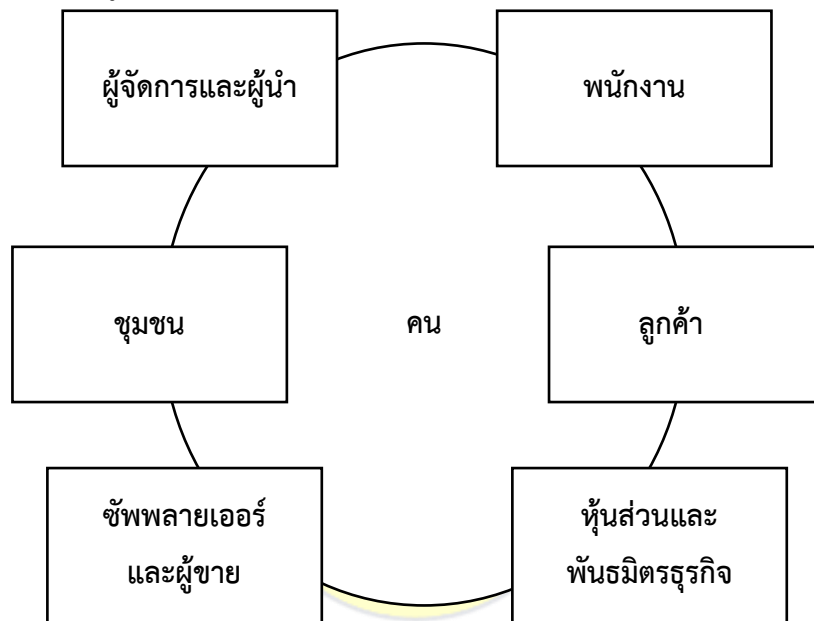 ผู้จัดการและผู้นำ
พนักงาน
ชุมชน
คน
ลูกค้า
ซัพพลายเออร์
และผู้ขาย
หุ้นส่วนและ
พันธมิตรธุรกิจ